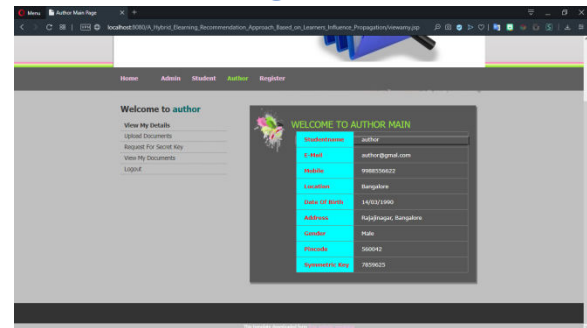 Menu Author Main Page
localhost:8080/A_Hybrid_Elearning_Recommendation_Approach_Based_on_Learners_Influence_Propagation/viewamy.jsp
Home Admin Student Author Register
Welcome to author
View My Details
Upload Documents
Request For Secret Key
View My Documents
Logout
WELCOME TO AUTHOR MAIN
Studentname author
E-Mail author@gmail.com
Mobile 9988556622
Location Bangalore
Date Of Birth 14/03/1990
Address Rajajinagar, Bangalore
Gender Male
Pincode 560042
Symmetric Key 7859625